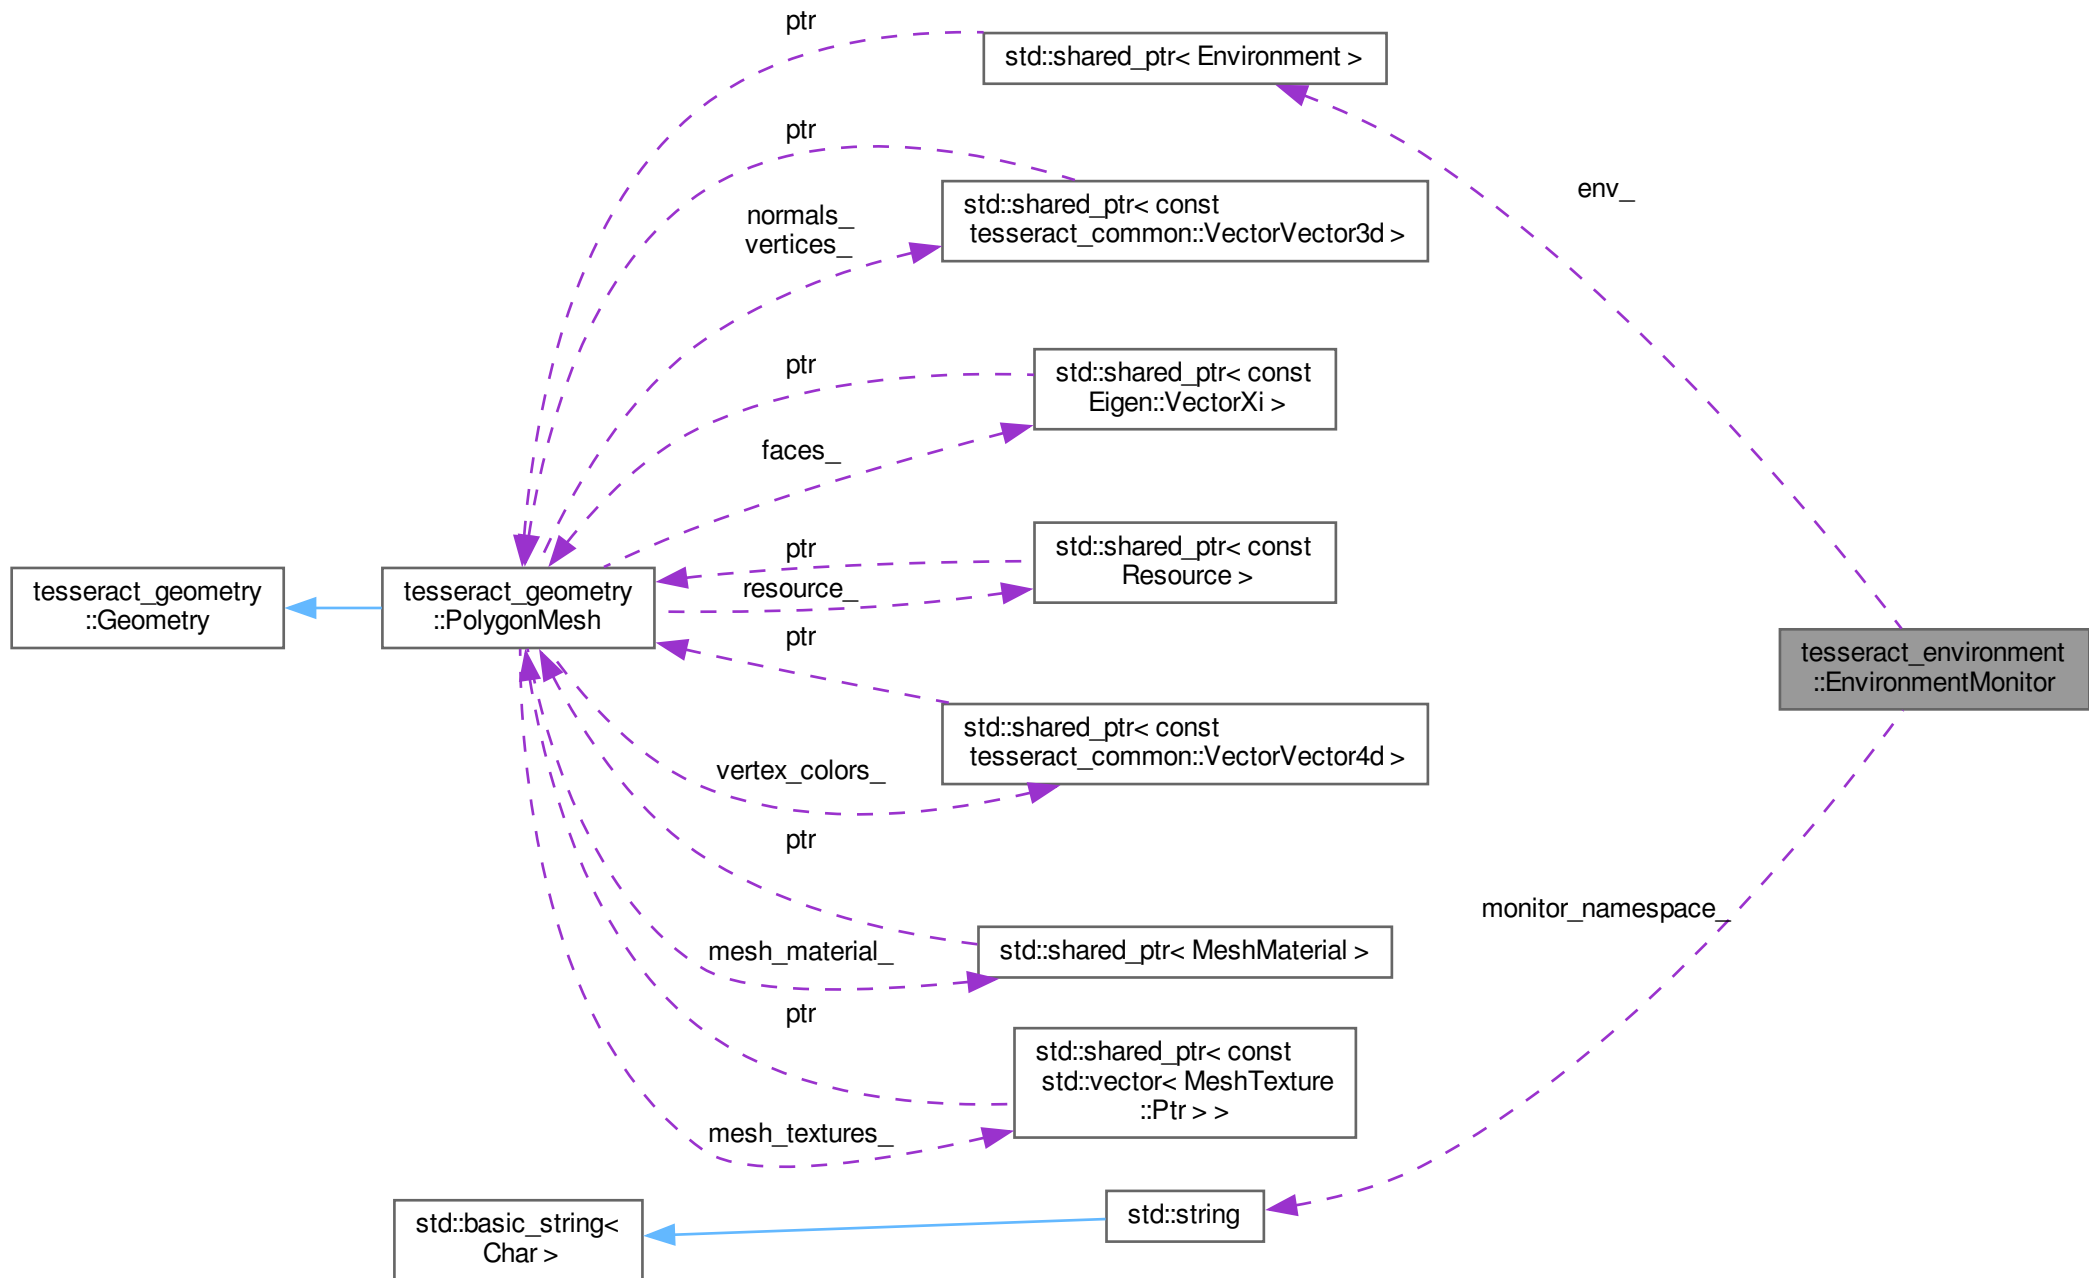 ptr
std::shared_ptr< Environment >
ptr
env_
std::shared_ptr< const
tesseract_common::VectorVector3d >
normals_
vertices_
ptr
std::shared_ptr< const
Eigen::VectorXi >
faces_
ptr
std::shared_ptr< const
Resource >
resource_
tesseract_geometry
::Geometry
tesseract_geometry
::PolygonMesh
ptr
tesseract_environment
::EnvironmentMonitor
std::shared_ptr< const
tesseract_common::VectorVector4d >
vertex_colors_
ptr
monitor_namespace_
mesh_material_
std::shared_ptr< MeshMaterial >
ptr
std::shared_ptr< const
std::vector< MeshTexture
::Ptr > >
mesh_textures_
std::basic_string<
Char >
std::string